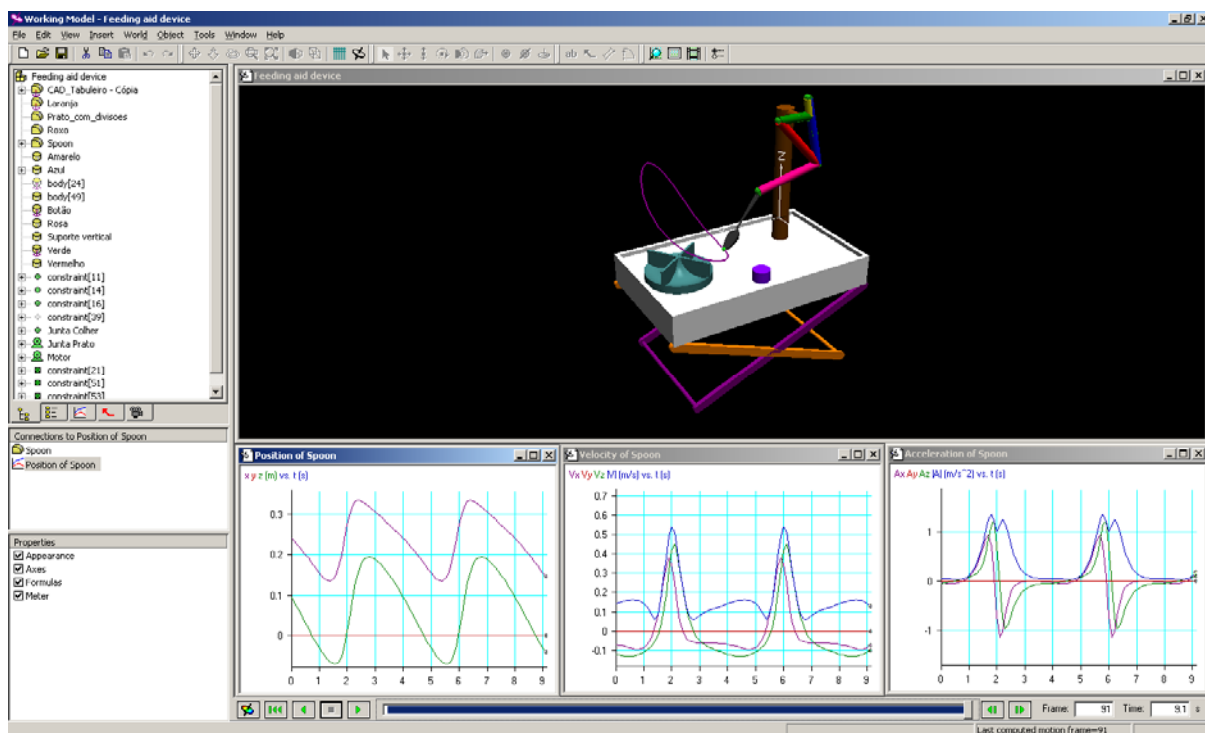 Working Model - Feeding aid device
File Edit View Insert World Object Tools Window Help
Feeding aid device
CAD_Tabuleiro - Cópia
Laranja
Prato_com_divisoes
Roxo
Spoon
Amarelo
Azul
body[24]
body[49]
Botão
Rosa
Suporte vertical
Verde
Vermelho
constraint[11]
constraint[14]
constraint[16]
constraint[39]
Junta Colher
Junta Prato
Motor
constraint[21]
constraint[51]
constraint[53]
Connections to Position of Spoon
Spoon
Position of Spoon
Properties
Appearance
Axes
Formulas
Meter
Feeding aid device
Z
Position of Spoon
x y z (m) vs. t (s)
0.3
0.2
0.1
0
0 1 2 3 4 5 6 7 8 9
Velocity of Spoon
Vx Vy Vz |V| (m/s) vs. t (s)
0.7
0.6
0.5
0.4
0.3
0.2
0.1
0
-0.1
0 1 2 3 4 5 6 7 8 9
Acceleration of Spoon
Ax Ay Az |A| (m/s^2) vs. t (s)
1
0
-1
0 1 2 3 4 5 6 7 8 9
Frame: 91 Time: 9.1 s
Last computed motion frame=91